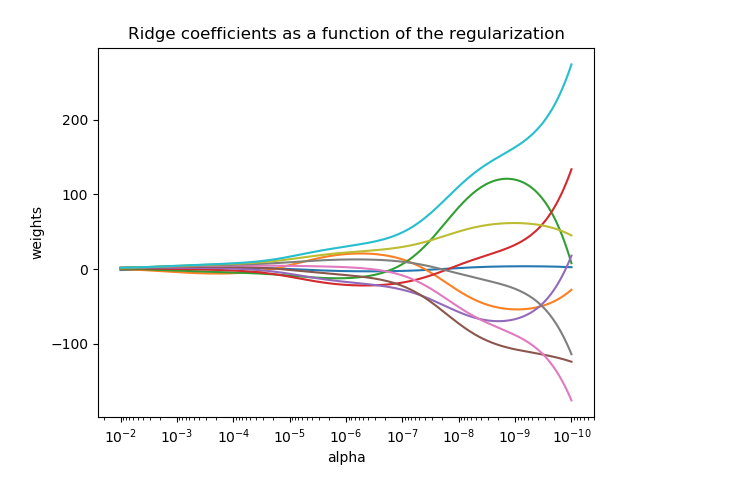 Ridge coefficients as a function of the regularization
200
100
0
−100
weights
10⁻² 10⁻³ 10⁻⁴ 10⁻⁵ 10⁻⁶ 10⁻⁷ 10⁻⁸ 10⁻⁹ 10⁻¹⁰
alpha